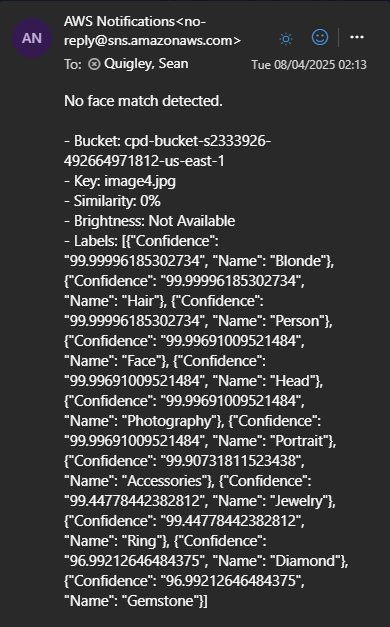 AN
AWS Notifications<no-
reply@sns.amazonaws.com>
To: Quigley, Sean
Tue 08/04/2025 02:13
No face match detected.
- Bucket: cpd-bucket-s2333926-
492664971812-us-east-1
- Key: image4.jpg
- Similarity: 0%
- Brightness: Not Available
- Labels: [{"Confidence":
"99.99996185302734", "Name": "Blonde"},
{"Confidence": "99.99996185302734",
"Name": "Hair"}, {"Confidence":
"99.99996185302734", "Name": "Person"},
{"Confidence": "99.99691009521484",
"Name": "Face"}, {"Confidence":
"99.99691009521484", "Name": "Head"},
{"Confidence": "99.99691009521484",
"Name": "Photography"}, {"Confidence":
"99.99691009521484", "Name": "Portrait"},
{"Confidence": "99.90731811523438",
"Name": "Accessories"}, {"Confidence":
"99.44778442382812", "Name": "Jewelry"},
{"Confidence": "99.44778442382812",
"Name": "Ring"}, {"Confidence":
"96.99212646484375", "Name": "Diamond"},
{"Confidence": "96.99212646484375",
"Name": "Gemstone"}]